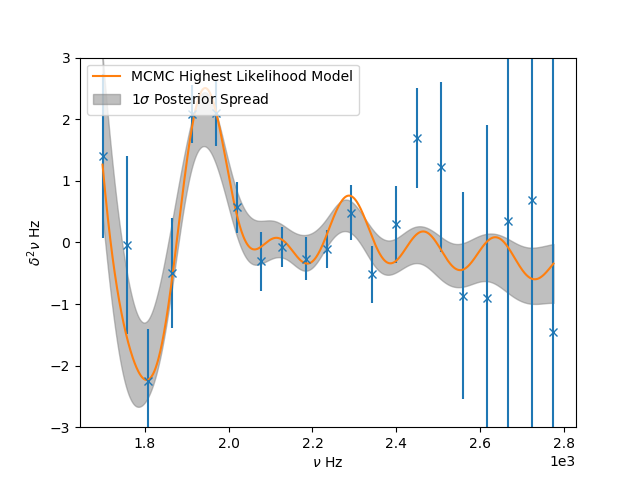 MCMC Highest Likelihood Model
1σ Posterior Spread
3
2
1
0
−1
−2
−3
δ²ν Hz
1.8
2.0
2.2
2.4
2.6
2.8
1e3
ν Hz